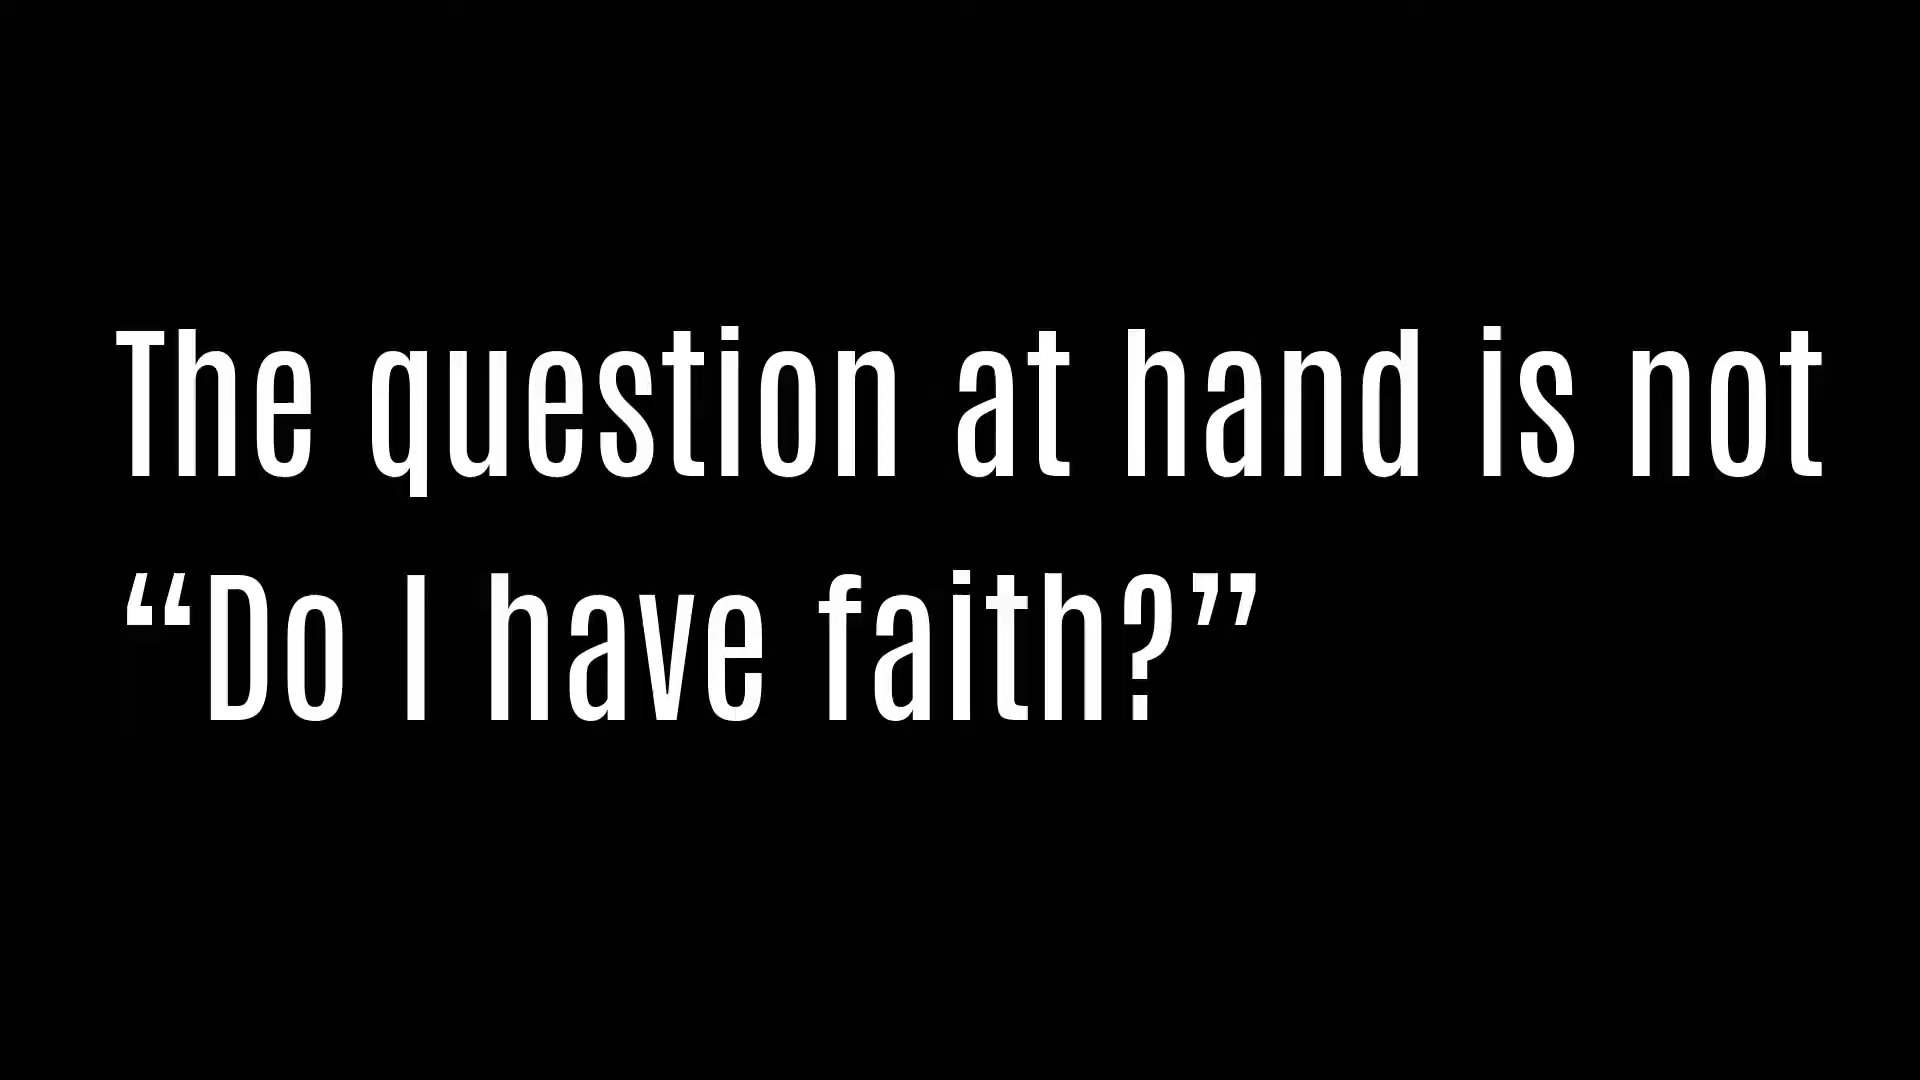 The question at hand is not
“Do I have faith?”